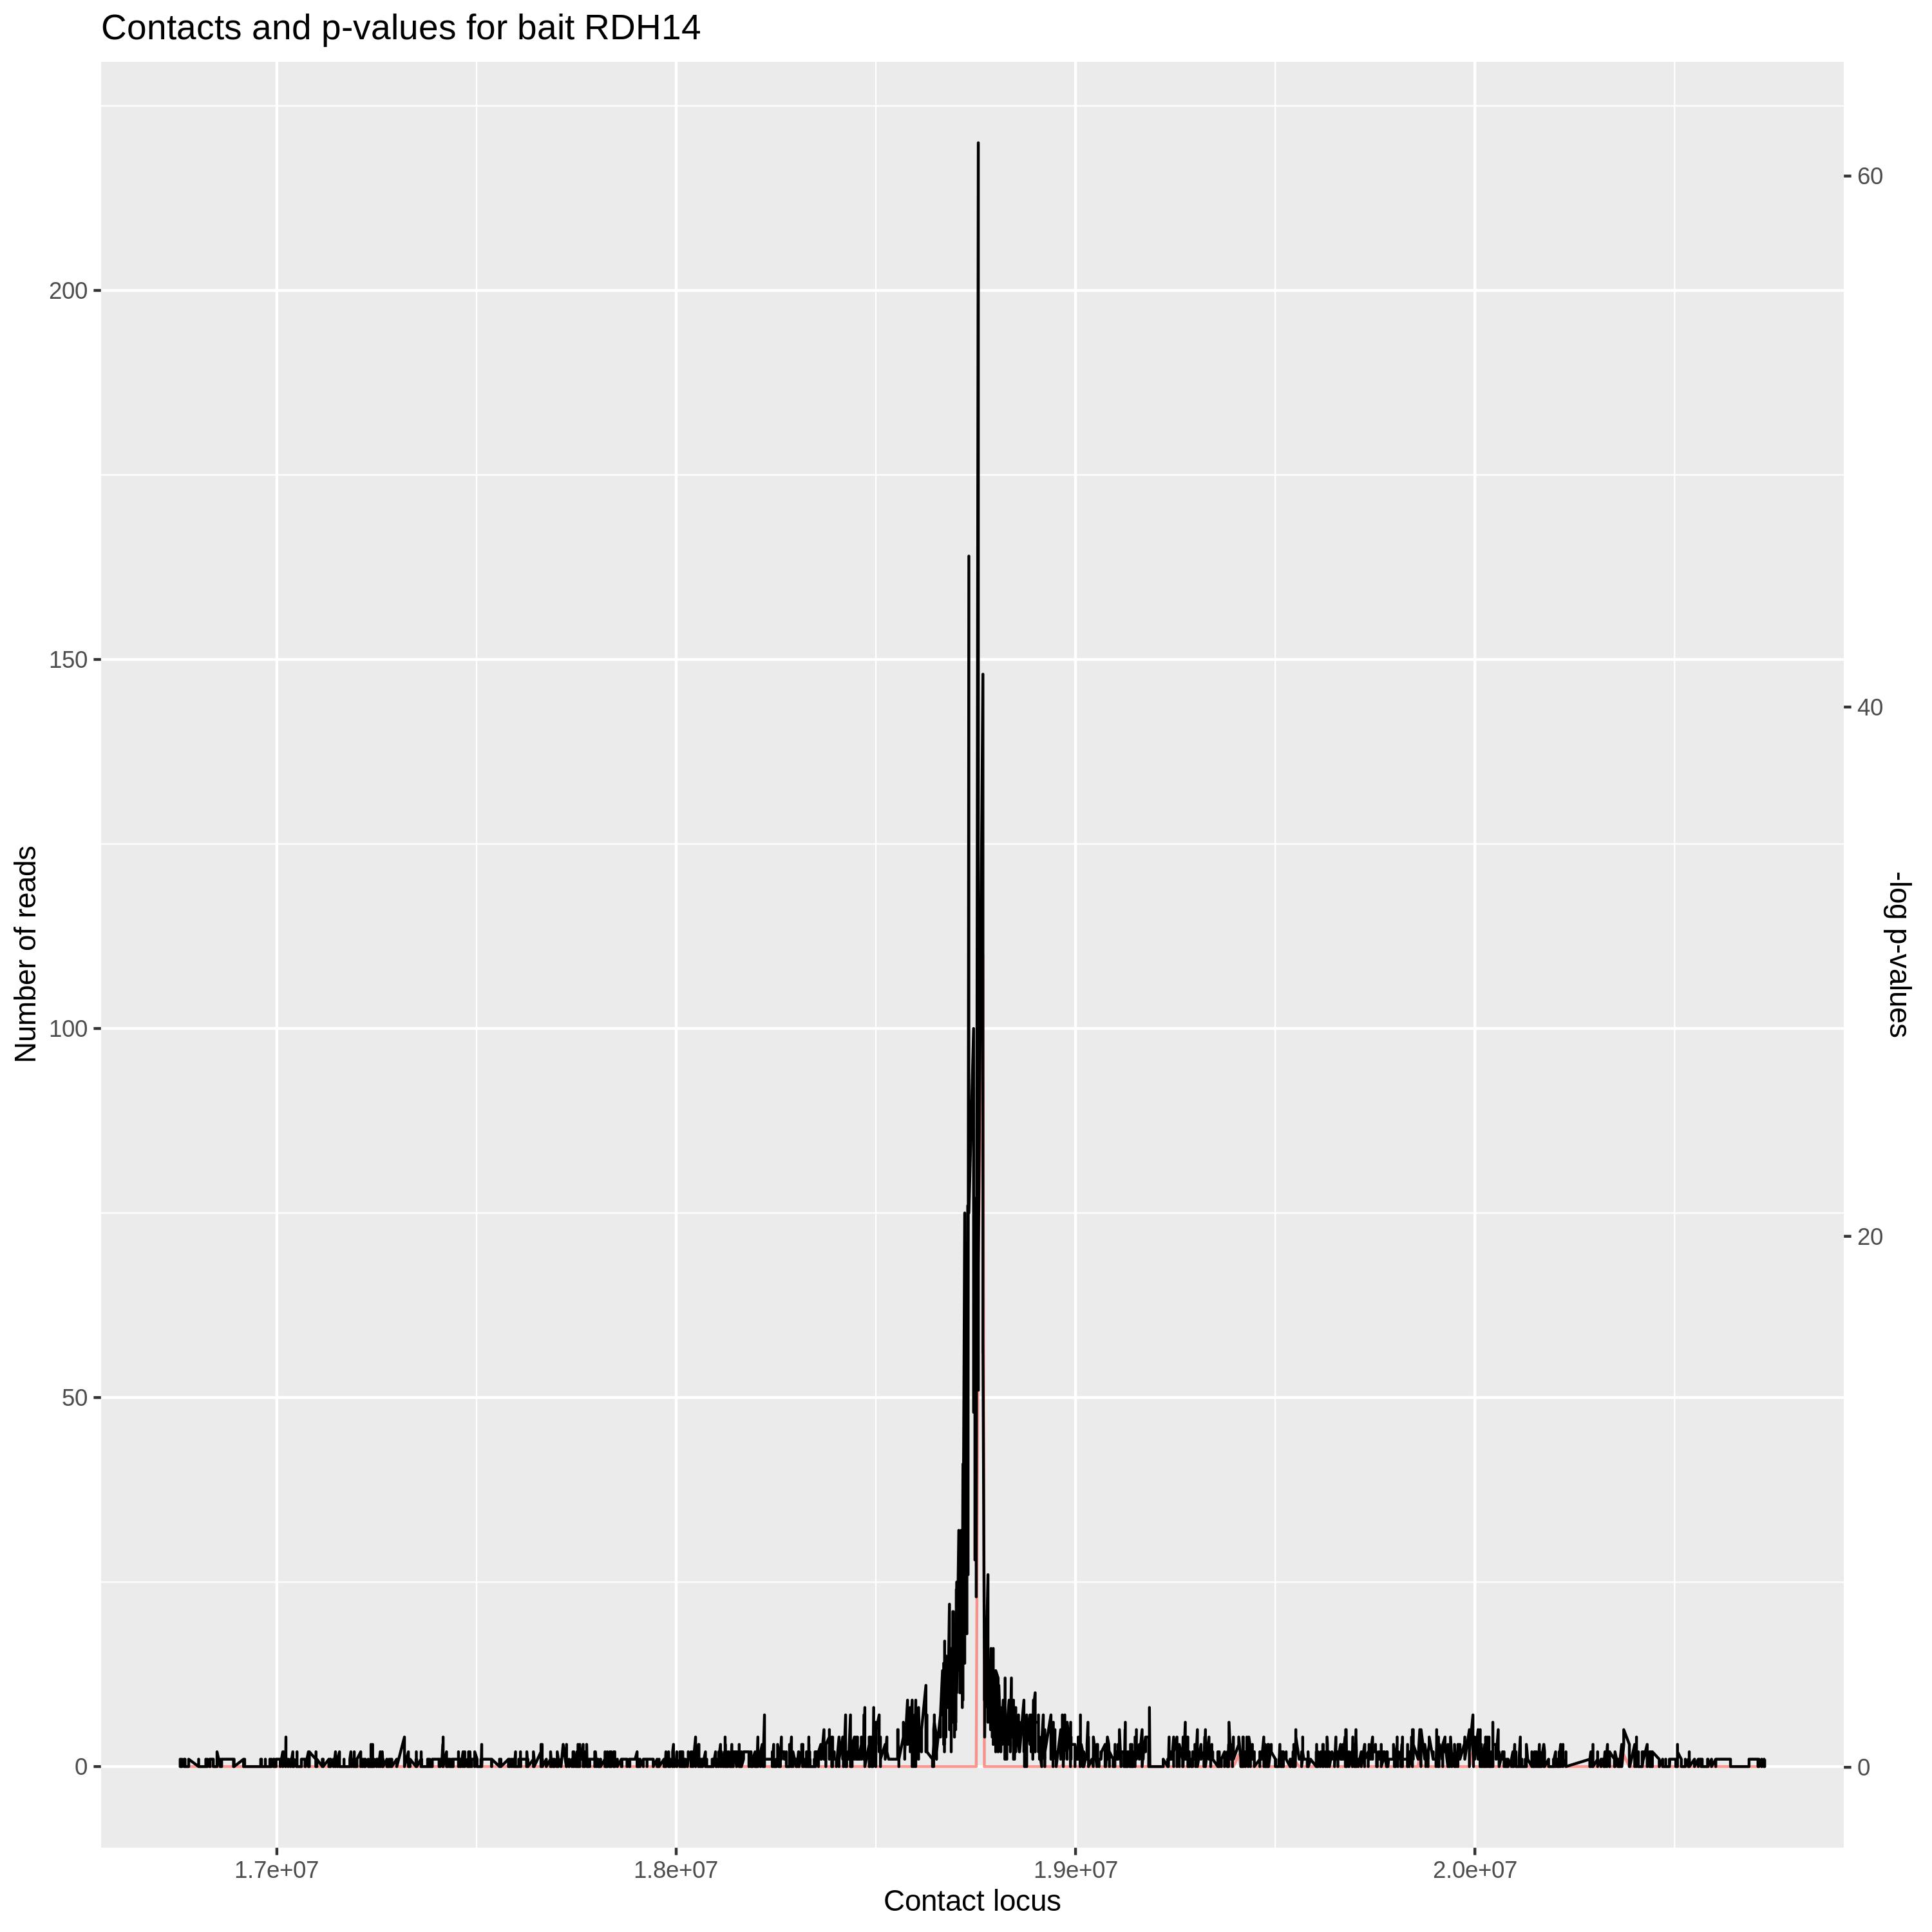 Contacts and p-values for bait RDH14
Number of reads
200
150
100
50
0
60
40
20
0
-log p-values
1.7e+07
1.8e+07
1.9e+07
2.0e+07
Contact locus